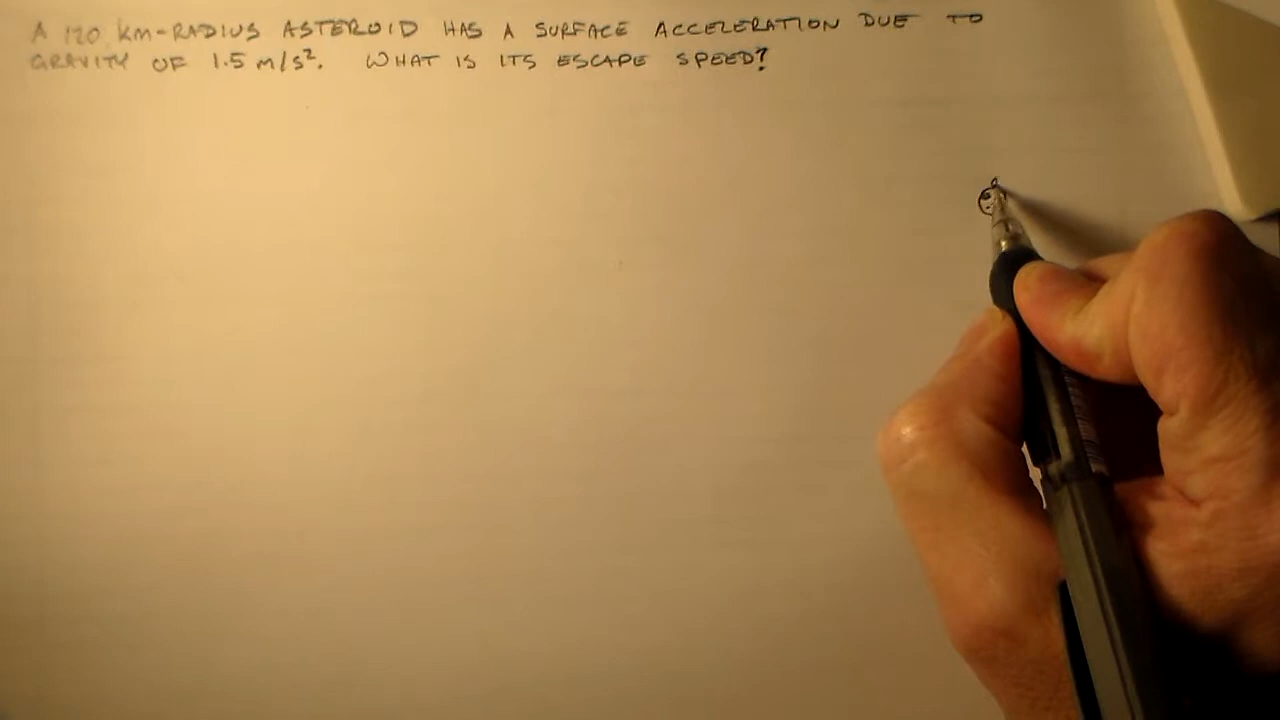 A 120 KM-RADIUS ASTEROID HAS A SURFACE ACCELERATION DUE TO
GRAVITY OF 1.5 M/S². WHAT IS ITS ESCAPE SPEED?